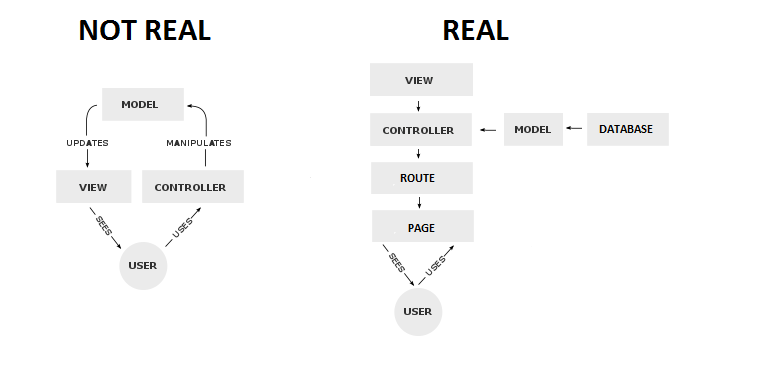 NOT REAL
REAL
MODEL
UPDATES
MANIPULATES
VIEW
CONTROLLER
SEES
USES
USER
VIEW
CONTROLLER
MODEL
DATABASE
ROUTE
PAGE
SEES
USES
USER